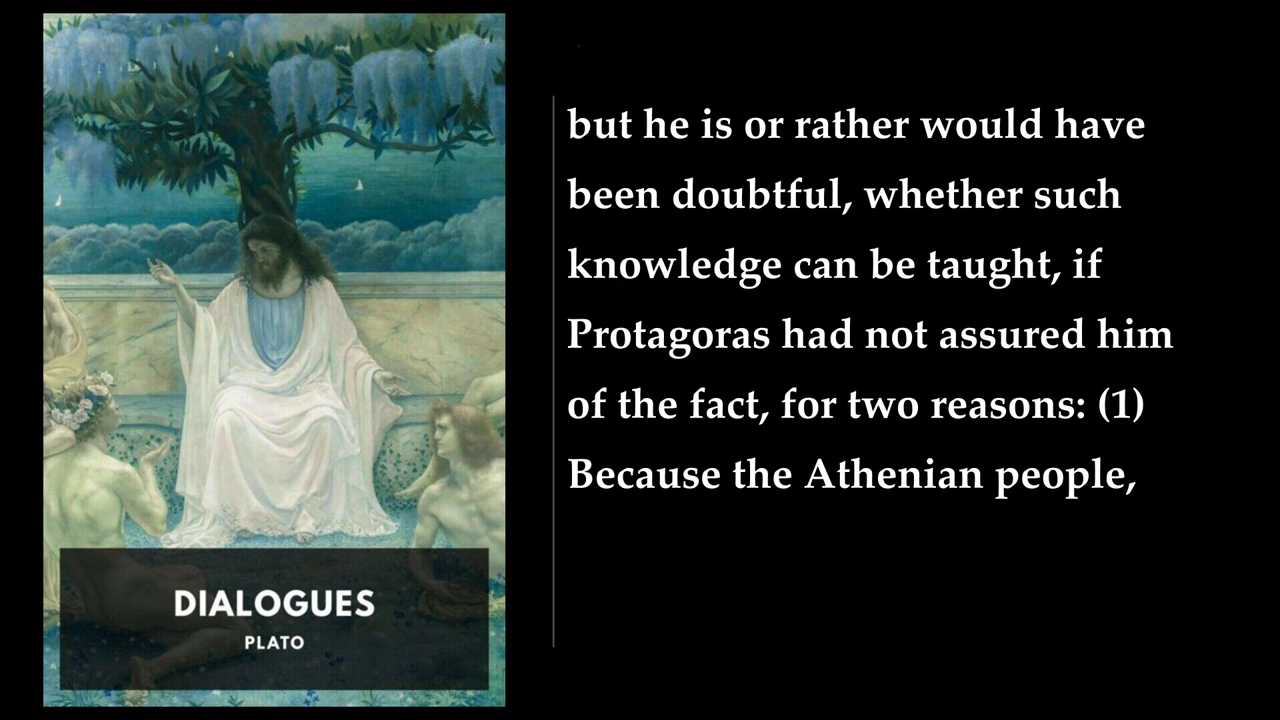 DIALOGUES
PLATO
but he is or rather would have
been doubtful, whether such
knowledge can be taught, if
Protagoras had not assured him
of the fact, for two reasons: (1)
Because the Athenian people,